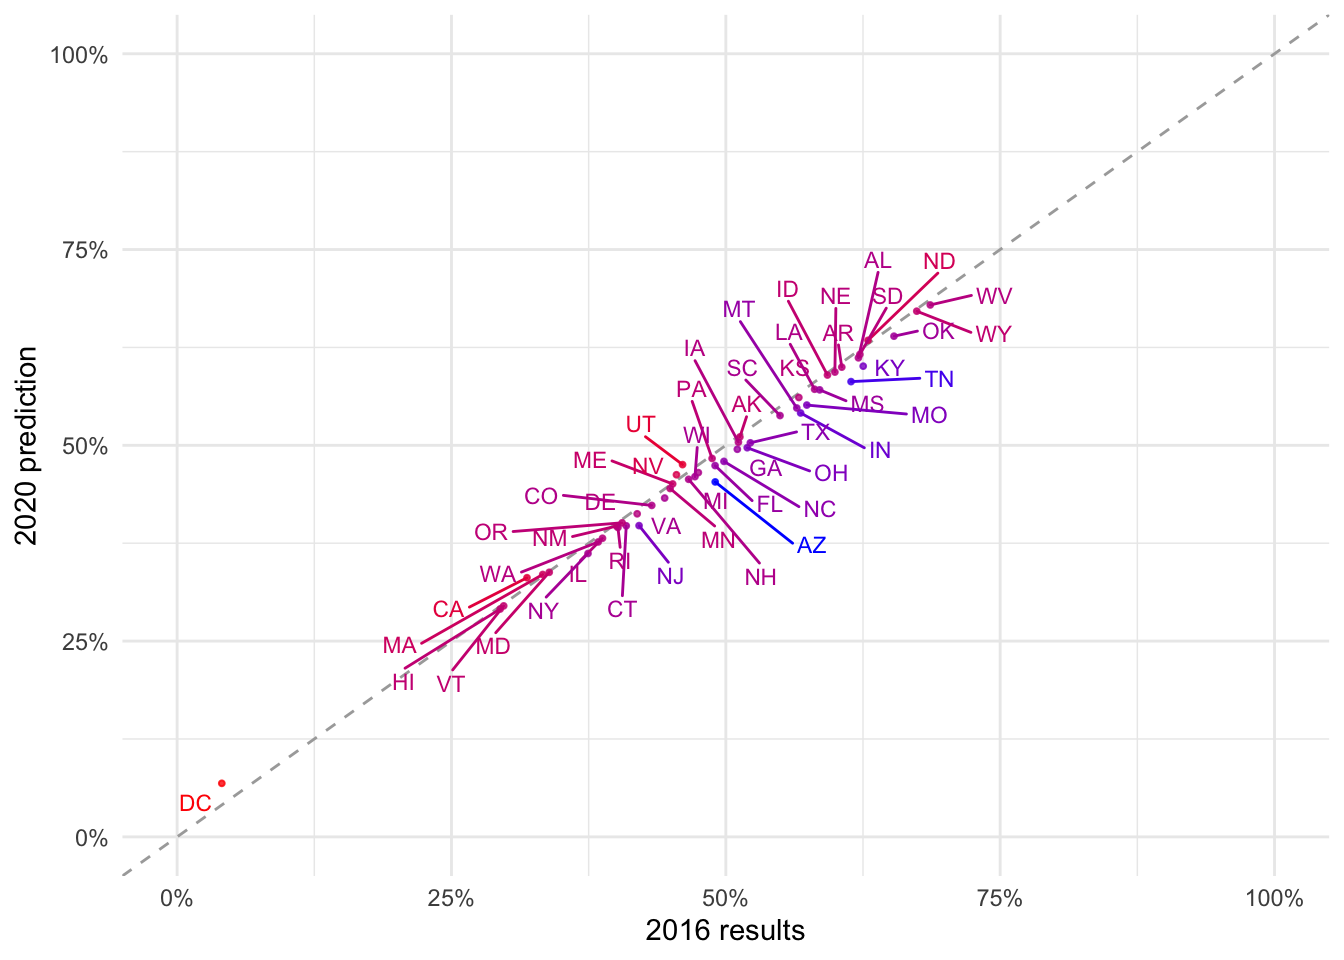 100%
75%
50%
25%
0%
2020 prediction
AL
ND
ID
NE
SD
WV
MT
LA
AR
OK
WY
IA
SC
KS
KY
TN
PA
AK
MS
MO
UT
WI
TX
IN
ME
NV
GA
OH
CO
DE
MI
FL
NC
OR
NM
VA
MN
AZ
WA
IL
RI
NJ
NH
CA
NY
CT
MA
MD
HI
VT
DC
0%
25%
50%
75%
100%
2016 results